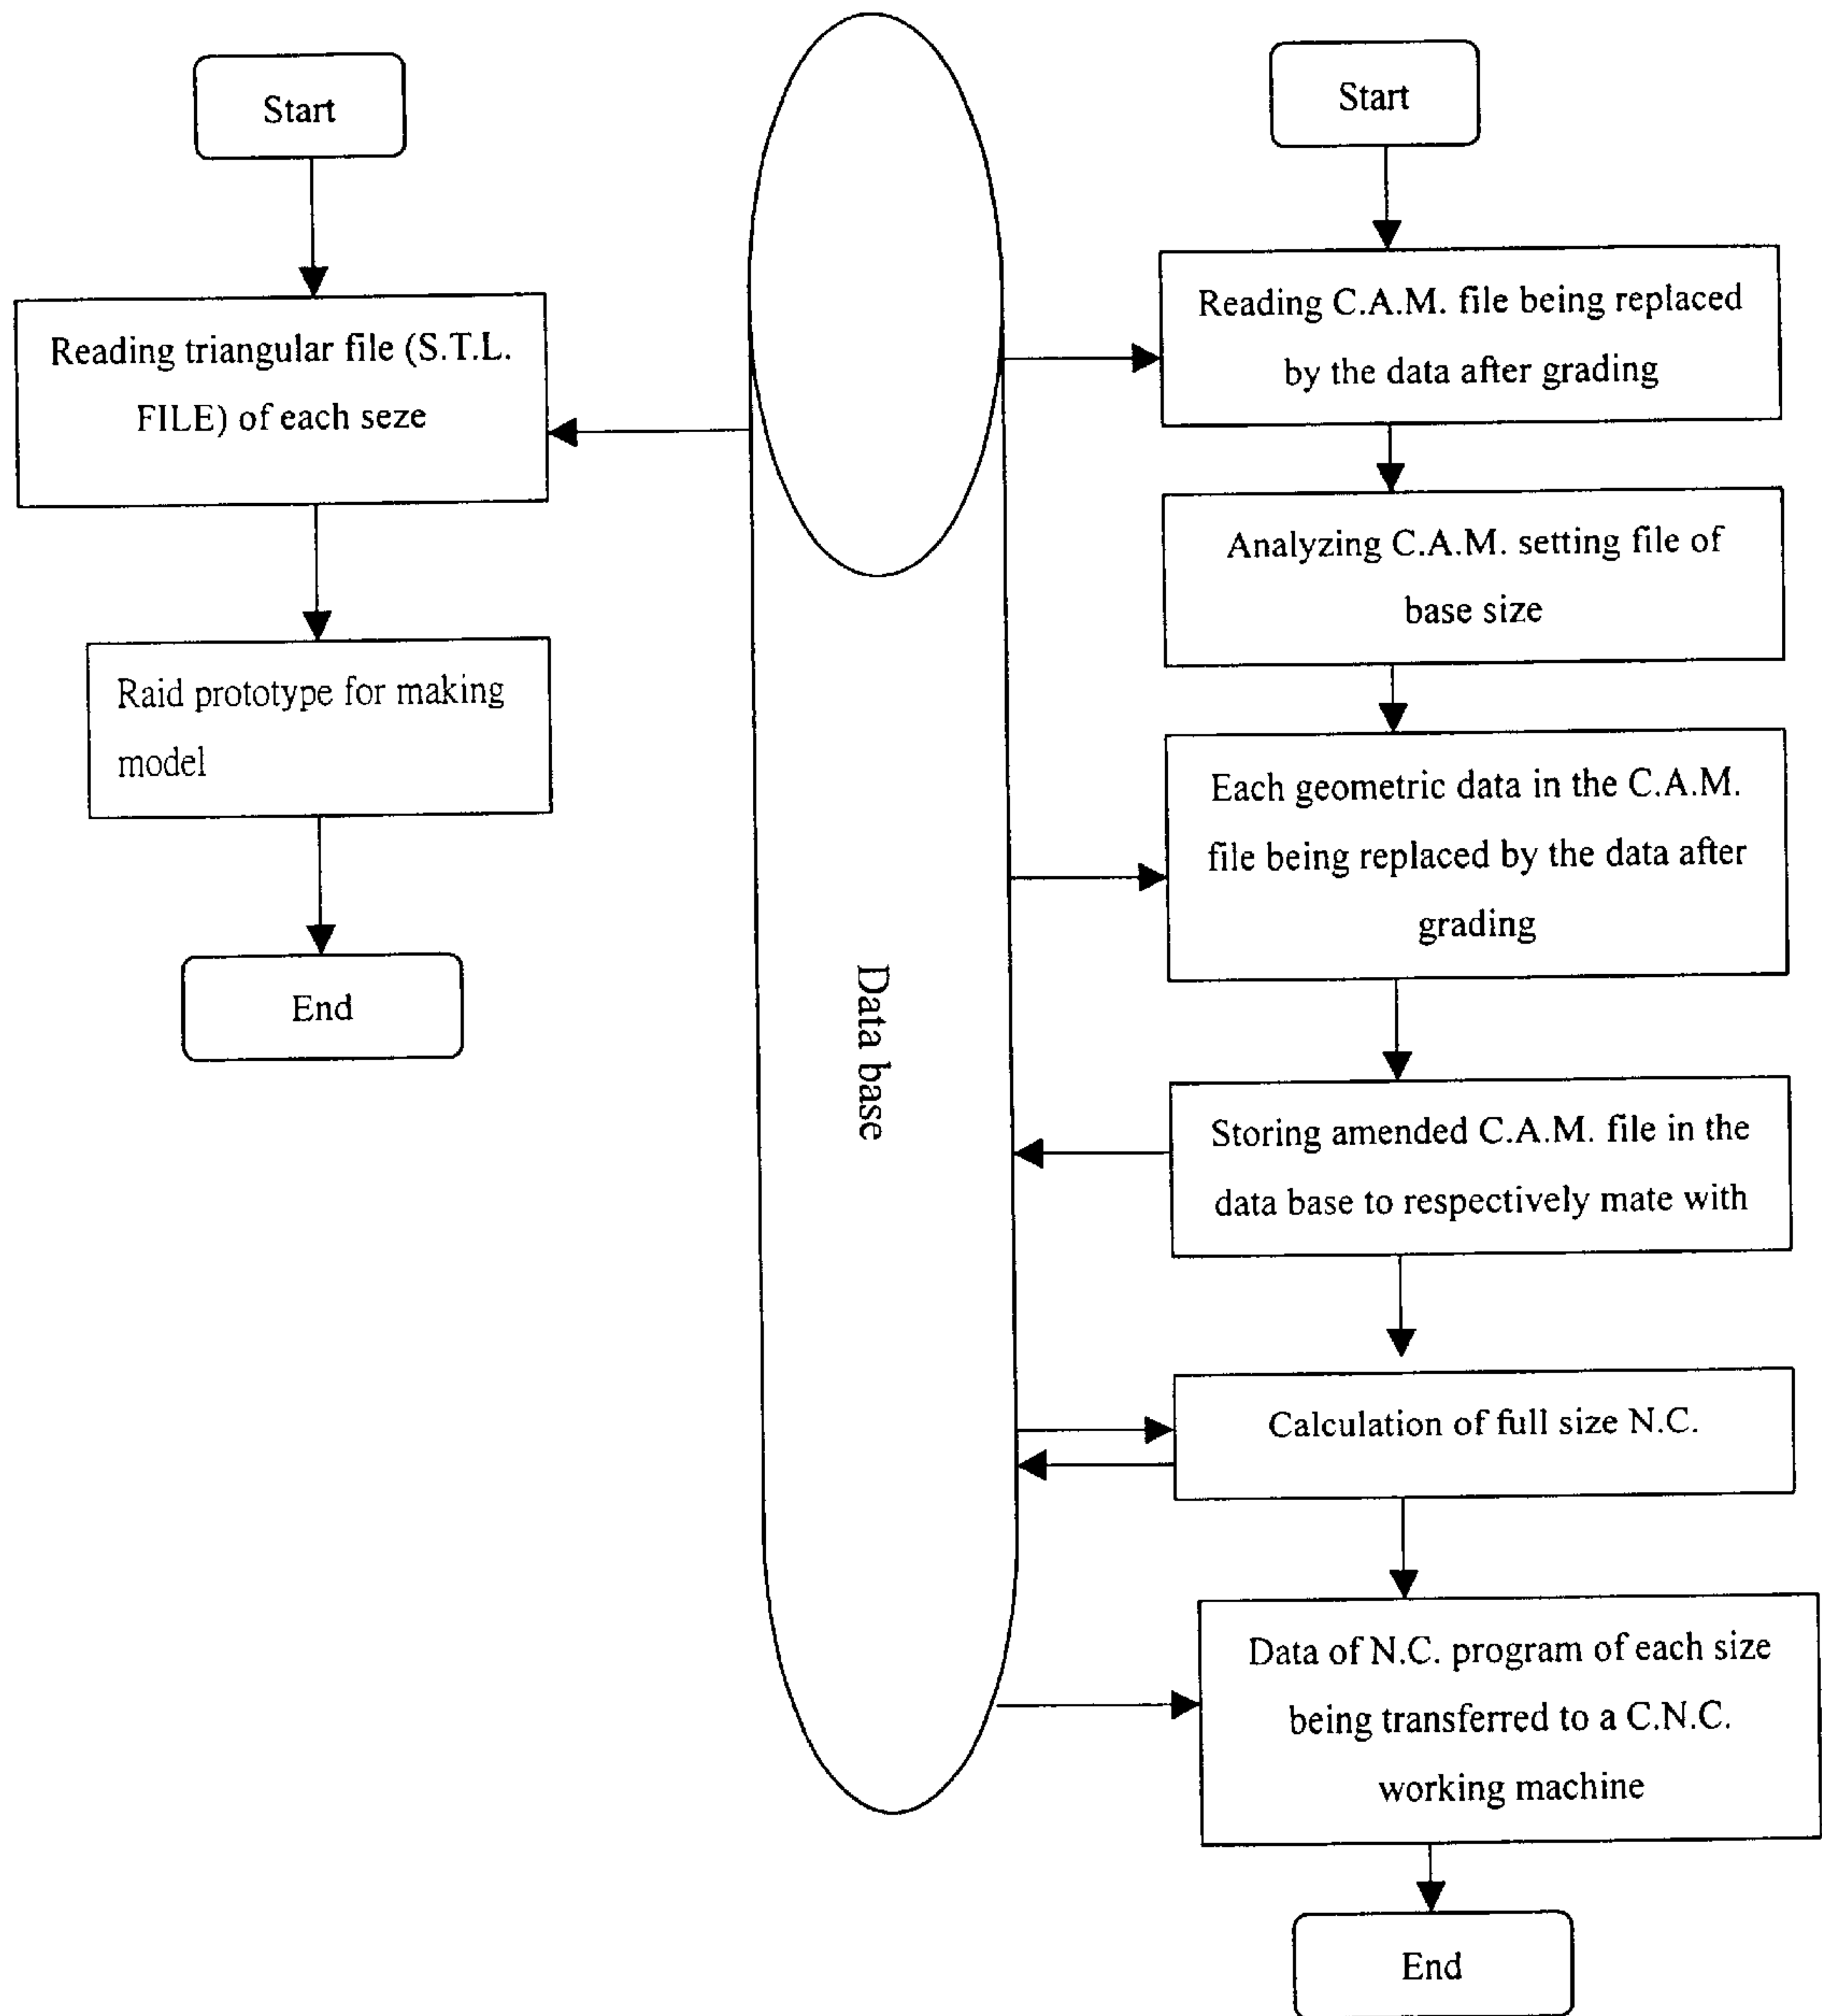 Start
Reading triangular file (S.T.L.
FILE) of each seze
Raid prototype for making
model
End
Data base
Start
Reading C.A.M. file being replaced
by the data after grading
Analyzing C.A.M. setting file of
base size
Each geometric data in the C.A.M.
file being replaced by the data after
grading
Storing amended C.A.M. file in the
data base to respectively mate with
Calculation of full size N.C.
Data of N.C. program of each size
being transferred to a C.N.C.
working machine
End